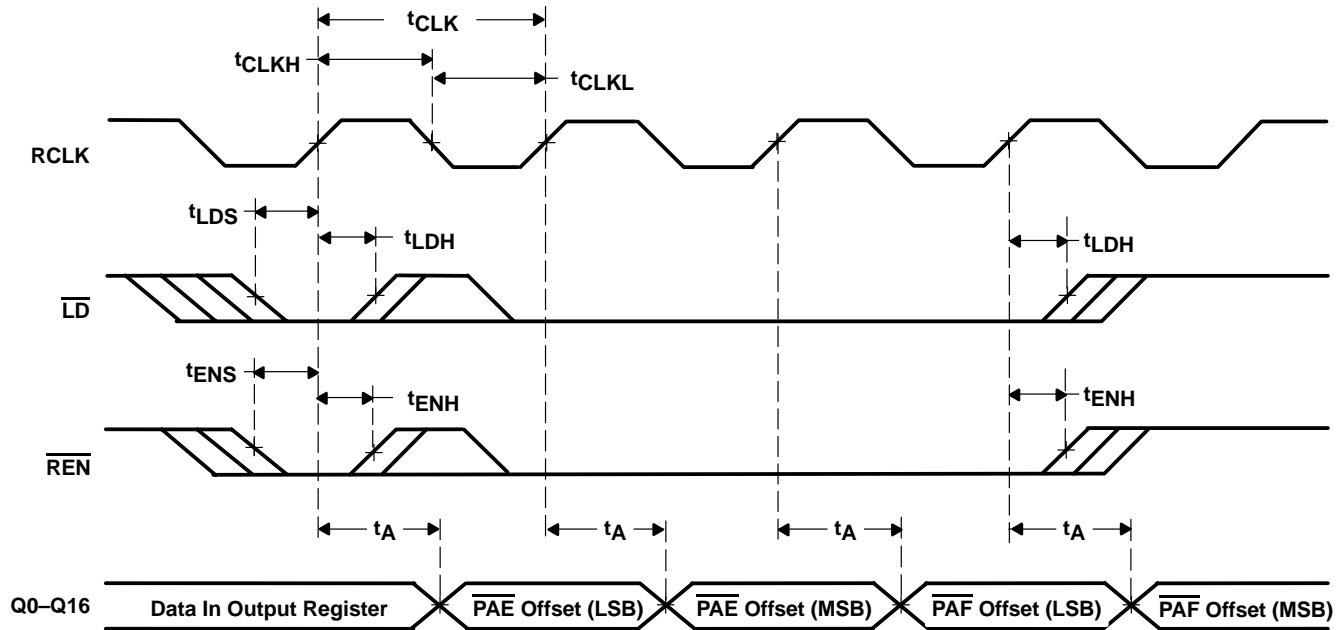 tCLK
tCLKH
tCLKL
RCLK
tLDS
tLDH
tLDH
LD
tENS
tENH
tENH
REN
tA
tA
tA
tA
Q0–Q16
Data In Output Register
PAE Offset (LSB)
PAE Offset (MSB)
PAF Offset (LSB)
PAF Offset (MSB)